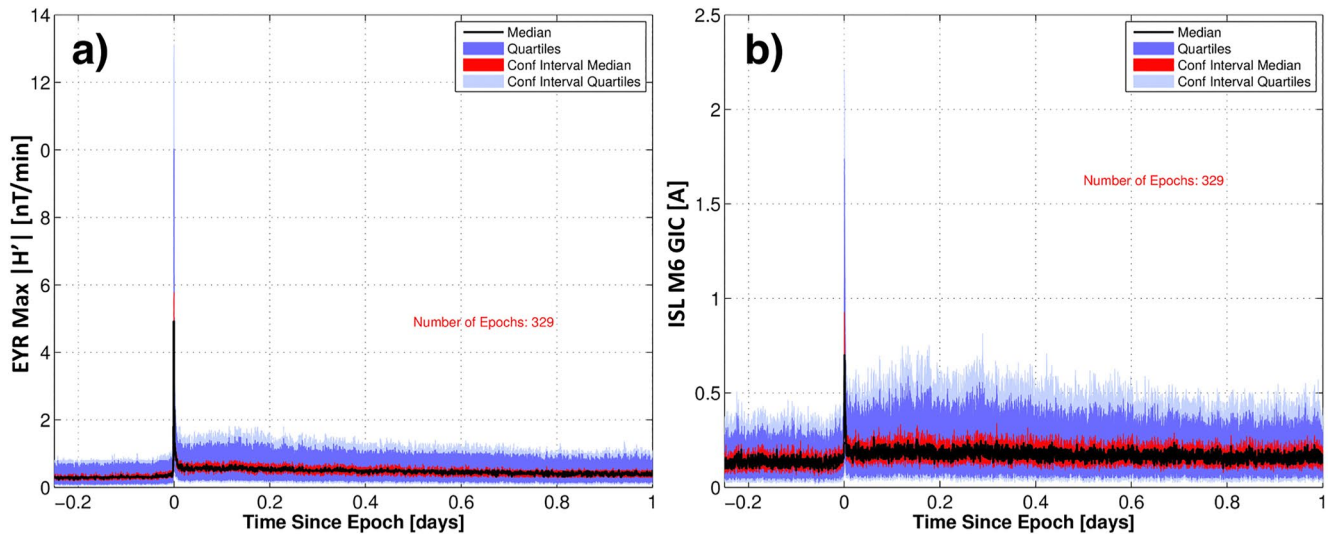 a)
Median
Quartiles
Conf Interval Median
Conf Interval Quartiles
Number of Epochs: 329
EYR Max |H′| [nT/min]
14
12
0
8
6
4
2
0
−0.2
0
0.2
0.4
0.6
0.8
1
Time Since Epoch [days]
b)
Median
Quartiles
Conf Interval Median
Conf Interval Quartiles
Number of Epochs: 329
ISL M6 GIC [A]
2.5
2
1.5
1
0.5
0
−0.2
0
0.2
0.4
0.6
0.8
1
Time Since Epoch [days]